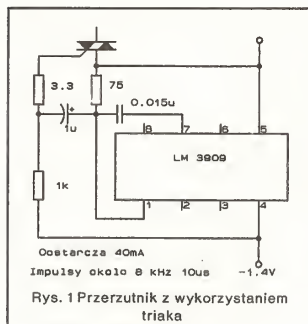 3.3
75
0.015u
1u
8
7
6
5
LM 3909
1k
1
2
3
4
Dostarcza 40mA
Impulsy około 8 kHz 10us
-1.4V
Rys. 1 Przerzutnik z wykorzystaniem
triaka